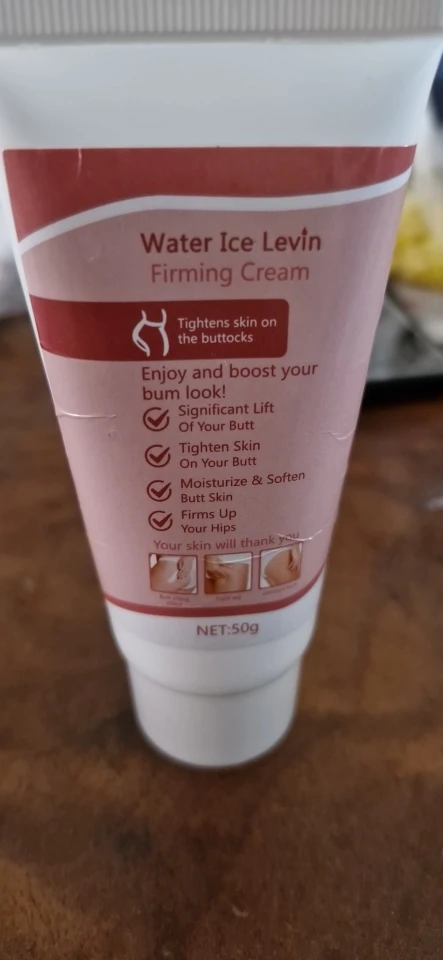 Water Ice Levin
Firming Cream
Tightens skin on
the buttocks
Enjoy and boost your
bum look!
Significant Lift
Of Your Butt
Tighten Skin
On Your Butt
Moisturize & Soften
Butt Skin
Firms Up
Your Hips
Your skin will thank you
NET:50g